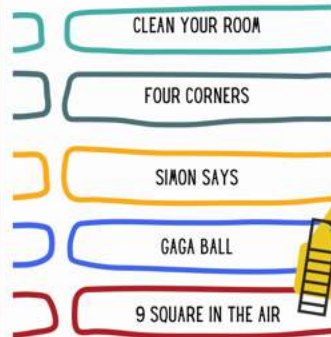 CLEAN YOUR ROOM
FOUR CORNERS
SIMON SAYS
GAGA BALL
9 SQUARE IN THE AIR